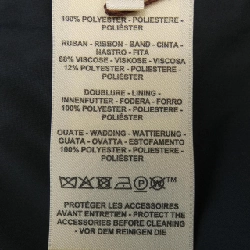 100% POLYESTER - POLIESTERE -
POLIÉSTER
RUBAN - RIBBON - BAND - CINTA -
NASTRO - FITA
88% VISCOSE - VISKOSE - VISCOSA
12% POLYESTER - POLIESTERE -
POLIÉSTER
DOUBLURE - LINING -
INNENFUTTER - FODERA - FORRO
100% POLYESTER - POLIESTERE -
POLIÉSTER
OUATE - WADDING - WATTIERUNG -
GUATA - OVATTA - ESTOFAMENTO
100% POLYESTER - POLIESTERE -
POLIÉSTER
P W™
PROTÉGER LES ACCESSOIRES
AVANT ENTRETIEN - PROTECT THE
ACCESSORIES BEFORE CLEANING
- VOR DEM REINIGEN DIE